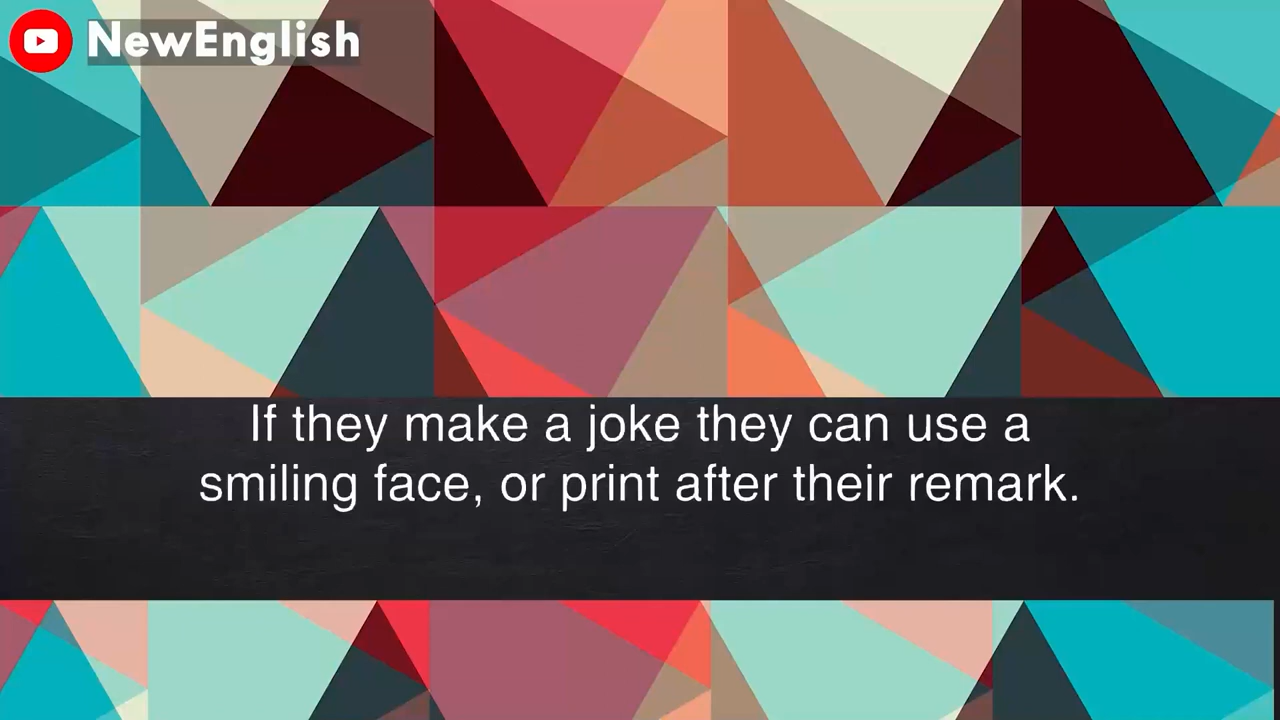 NewEnglish
If they make a joke they can use a
smiling face, or print after their remark.